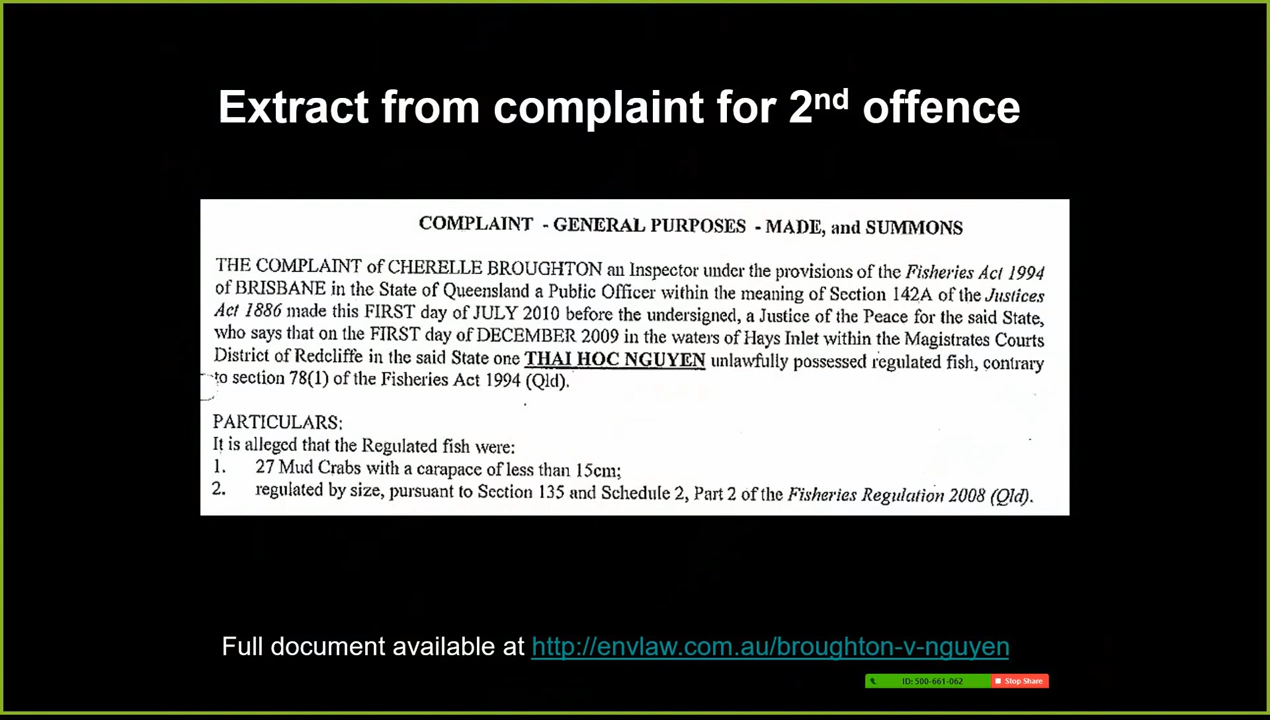 Extract from complaint for 2nd offence
COMPLAINT - GENERAL PURPOSES - MADE, and SUMMONS
THE COMPLAINT of CHERELLE BROUGHTON an Inspector under the provisions of the Fisheries Act 1994
of BRISBANE in the State of Queensland a Public Officer within the meaning of Section 142A of the Justices
Act 1886 made this FIRST day of JULY 2010 before the undersigned, a Justice of the Peace for the said State,
who says that on the FIRST day of DECEMBER 2009 in the waters of Hays Inlet within the Magistrates Courts
District of Redcliffe in the said State one THAI HOC NGUYEN unlawfully possessed regulated fish, contrary
to section 78(1) of the Fisheries Act 1994 (Qld).
PARTICULARS:
It is alleged that the Regulated fish were:
1. 27 Mud Crabs with a carapace of less than 15cm;
2. regulated by size, pursuant to Section 135 and Schedule 2, Part 2 of the Fisheries Regulation 2008 (Qld).
Full document available at http://envlaw.com.au/broughton-v-nguyen
ID: 500-661-062 Stop Share